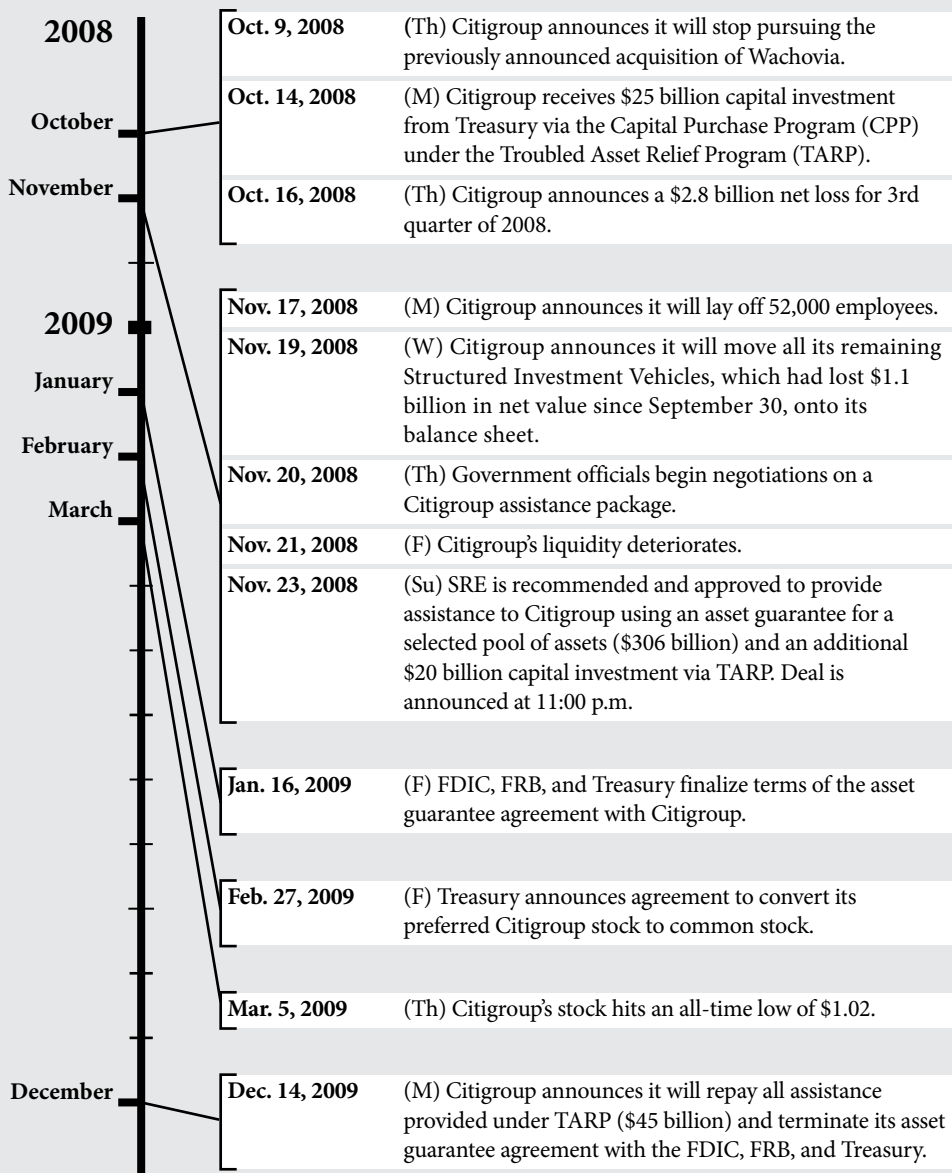 2008
October
November
2009
January
February
March
December
Oct. 9, 2008 (Th) Citigroup announces it will stop pursuing the
previously announced acquisition of Wachovia.
Oct. 14, 2008 (M) Citigroup receives $25 billion capital investment
from Treasury via the Capital Purchase Program (CPP)
under the Troubled Asset Relief Program (TARP).
Oct. 16, 2008 (Th) Citigroup announces a $2.8 billion net loss for 3rd
quarter of 2008.
Nov. 17, 2008 (M) Citigroup announces it will lay off 52,000 employees.
Nov. 19, 2008 (W) Citigroup announces it will move all its remaining
Structured Investment Vehicles, which had lost $1.1
billion in net value since September 30, onto its
balance sheet.
Nov. 20, 2008 (Th) Government officials begin negotiations on a
Citigroup assistance package.
Nov. 21, 2008 (F) Citigroup’s liquidity deteriorates.
Nov. 23, 2008 (Su) SRE is recommended and approved to provide
assistance to Citigroup using an asset guarantee for a
selected pool of assets ($306 billion) and an additional
$20 billion capital investment via TARP. Deal is
announced at 11:00 p.m.
Jan. 16, 2009 (F) FDIC, FRB, and Treasury finalize terms of the asset
guarantee agreement with Citigroup.
Feb. 27, 2009 (F) Treasury announces agreement to convert its
preferred Citigroup stock to common stock.
Mar. 5, 2009 (Th) Citigroup’s stock hits an all-time low of $1.02.
Dec. 14, 2009 (M) Citigroup announces it will repay all assistance
provided under TARP ($45 billion) and terminate its asset
guarantee agreement with the FDIC, FRB, and Treasury.